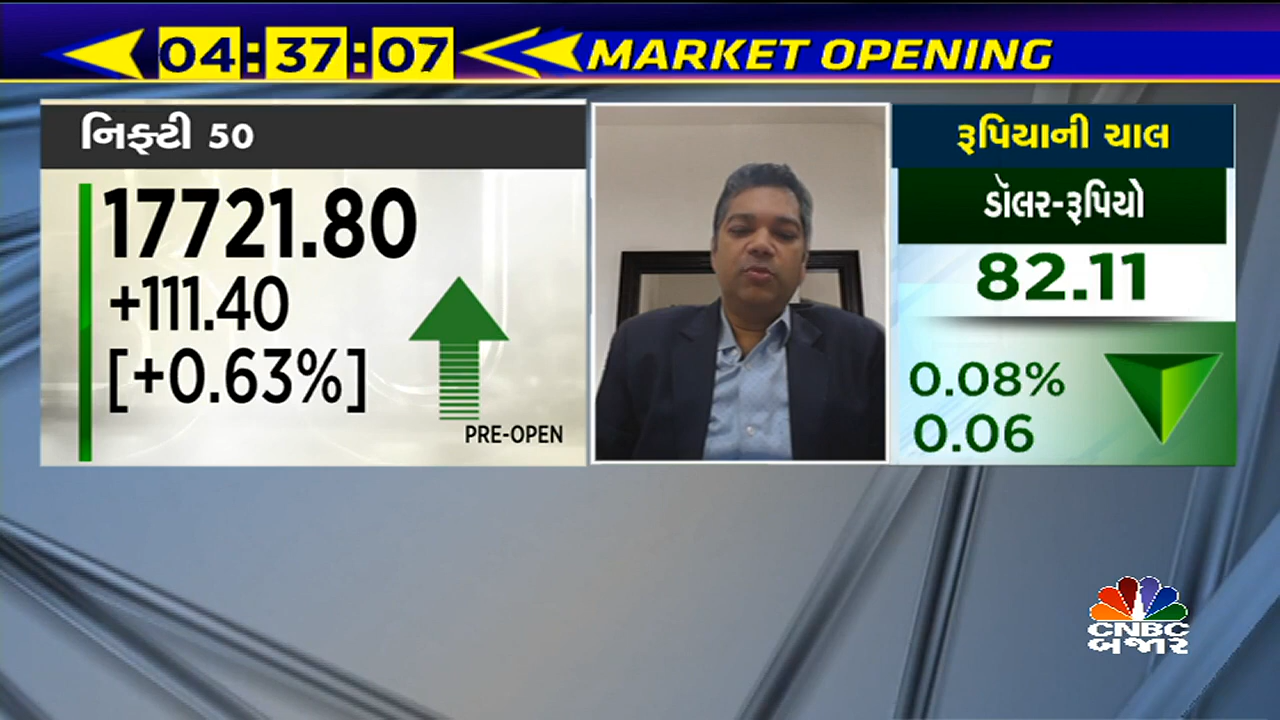 04:37:07 MARKET OPENING
નિફ્ટી 50
17721.80
+111.40
[+0.63%]
PRE-OPEN
રૂપિયાની ચાલ
ડૉલર-રૂપિયો
82.11
0.08%
0.06
CNBC
બજાર